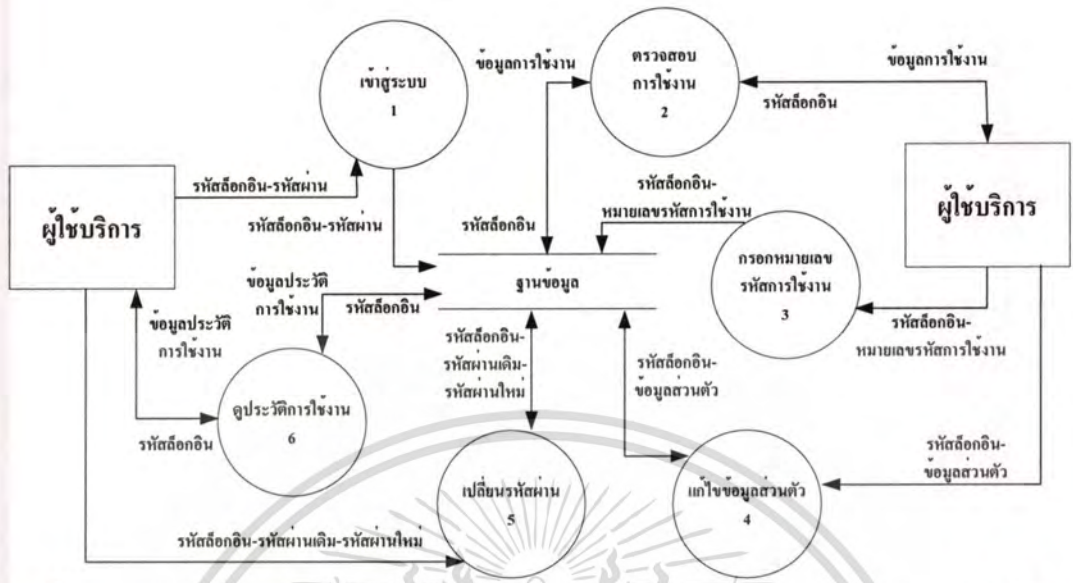 เข้าสู่ระบบ
1
ข้อมูลการใช้งาน
ตรวจสอบ
การใช้งาน
2
ข้อมูลการใช้งาน
รหัสล็อกอิน
ผู้ใช้บริการ
รหัสล็อกอิน-รหัสผ่าน
รหัสล็อกอิน-รหัสผ่าน
รหัสล็อกอิน
รหัสล็อกอิน-
หมายเลขรหัสการใช้งาน
ผู้ใช้บริการ
กรอกหมายเลข
รหัสการใช้งาน
3
ฐานข้อมูล
ข้อมูลประวัติ
การใช้งาน
รหัสล็อกอิน
ข้อมูลประวัติ
การใช้งาน
รหัสล็อกอิน-
รหัสผ่านเดิม-
รหัสผ่านใหม่
รหัสล็อกอิน-
ข้อมูลส่วนตัว
รหัสล็อกอิน-
หมายเลขรหัสการใช้งาน
ดูประวัติการใช้งาน
6
รหัสล็อกอิน
รหัสล็อกอิน-
ข้อมูลส่วนตัว
เปลี่ยนรหัสผ่าน
5
แก้ไขข้อมูลส่วนตัว
4
รหัสล็อกอิน-รหัสผ่านเดิม-รหัสผ่านใหม่